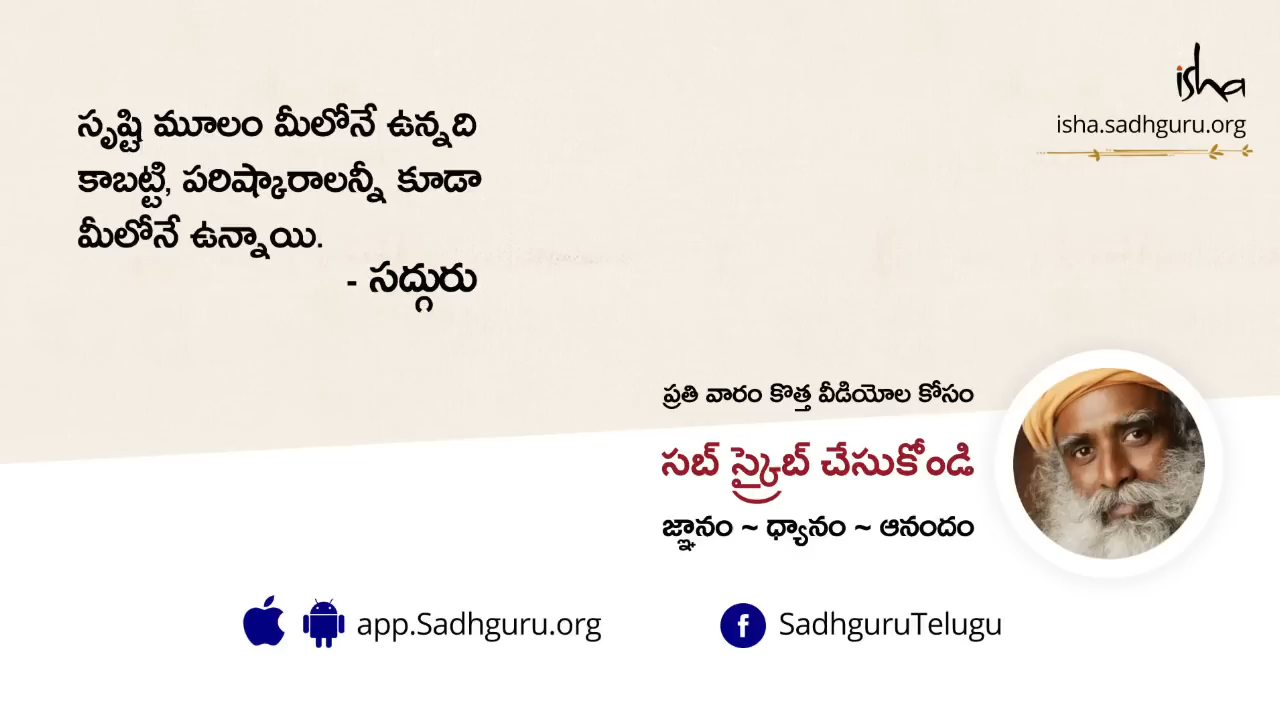 సృష్టి మూలం మీలోనే ఉన్నది
కాబట్టి, పరిష్కారాలన్నీ కూడా
మీలోనే ఉన్నాయి.
- సద్గురు
isha
isha.sadhguru.org
ప్రతి వారం కొత్త వీడియోల కోసం
సబ్ స్క్రైబ్ చేసుకోండి
జ్ఞానం ~ ధ్యానం ~ ఆనందం
app.Sadhguru.org
f SadhguruTelugu